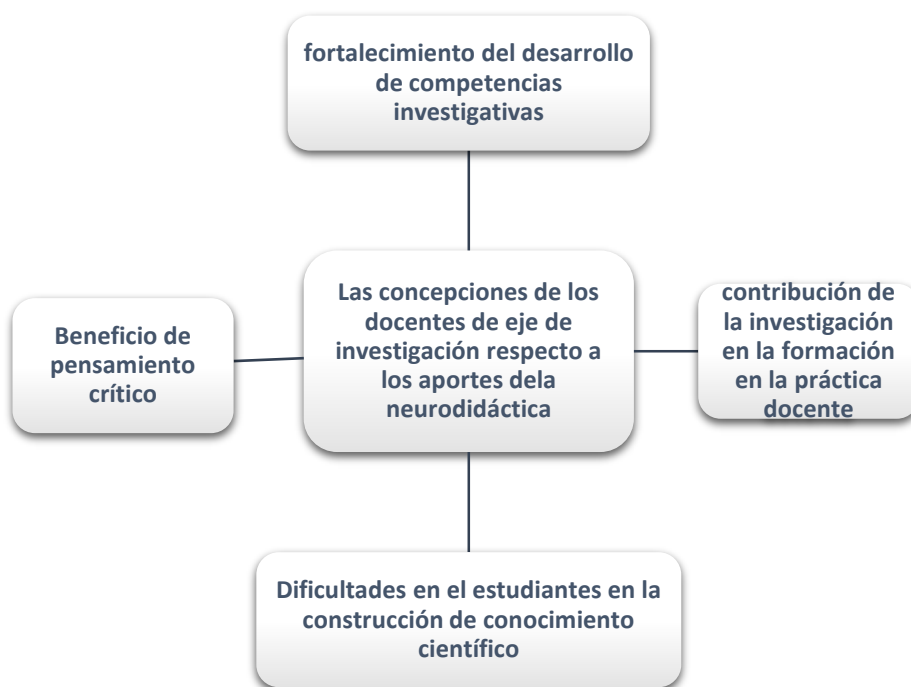 fortalecimiento del desarrollo
de competencias
investigativas
Las concepciones de los
docentes de eje de
investigación respecto a
los aportes dela
neurodidáctica
Beneficio de
pensamiento
crítico
contribución de
la investigación
en la formación
en la práctica
docente
Dificultades en el estudiantes en la
construcción de conocimiento
científico